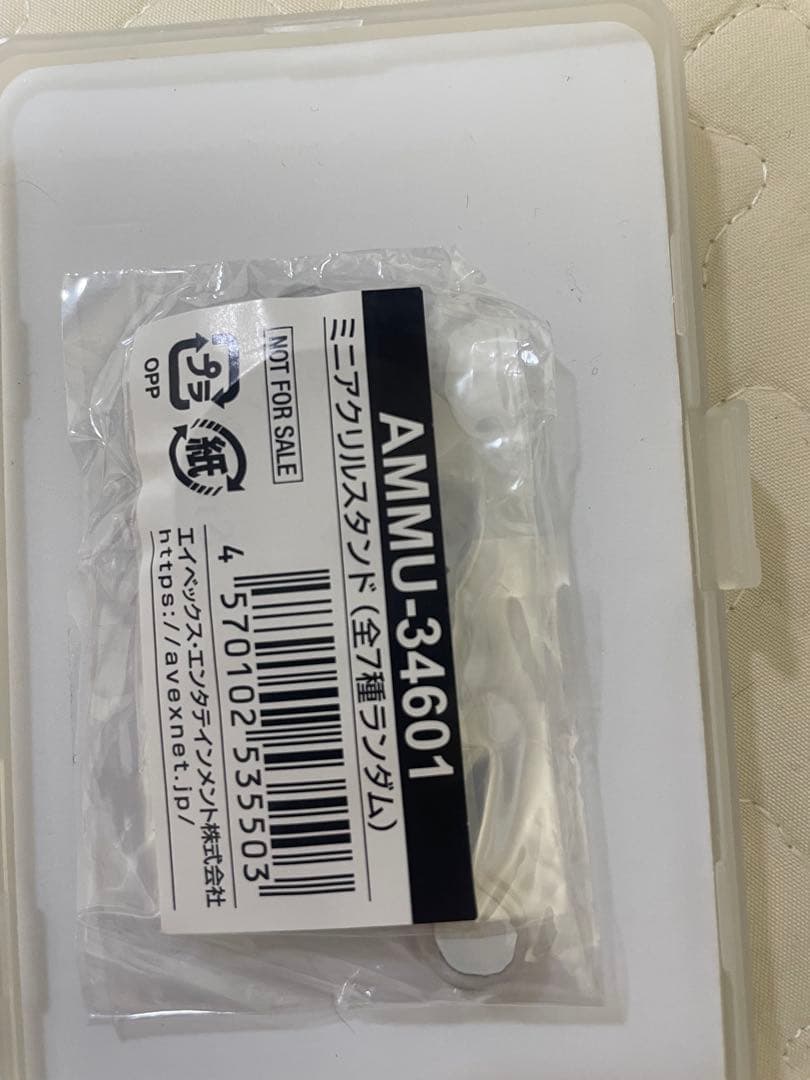 AMMU-34601
ミニアクリルスタンド(全7種ランダム)
NOT FOR SALE
プラ
OPP
紙
4 570102 535503
エイベックス・エンタテインメント株式会社
https://avexnet.jp/